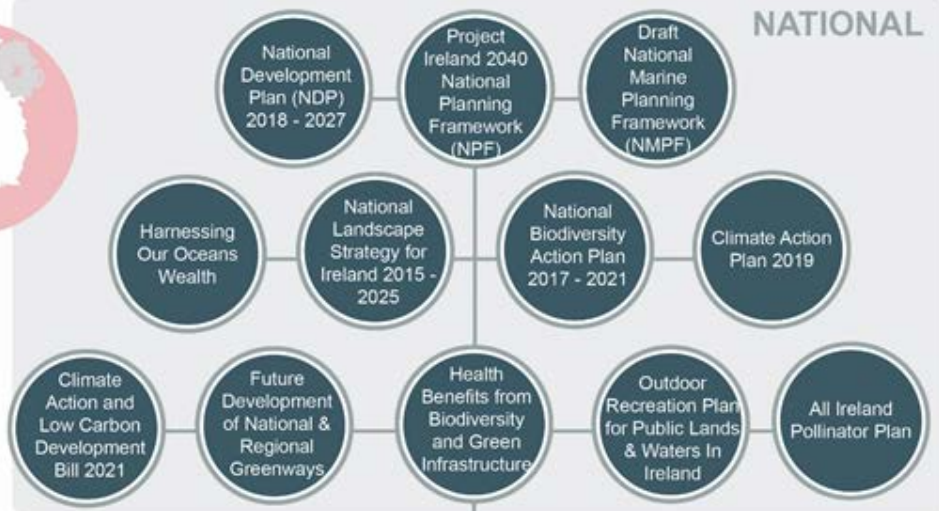 NATIONAL
National
Development
Plan (NDP)
2018 - 2027
Project
Ireland 2040
National
Planning
Framework
(NPF)
Draft
National
Marine
Planning
Framework
(NMPF)
Harnessing
Our Oceans
Wealth
National
Landscape
Strategy for
Ireland 2015 -
2025
National
Biodiversity
Action Plan
2017 - 2021
Climate Action
Plan 2019
Climate
Action and
Low Carbon
Development
Bill 2021
Future
Development
of National &
Regional
Greenways
Health
Benefits from
Biodiversity
and Green
Infrastructure
Outdoor
Recreation Plan
for Public Lands
& Waters In
Ireland
All Ireland
Pollinator Plan